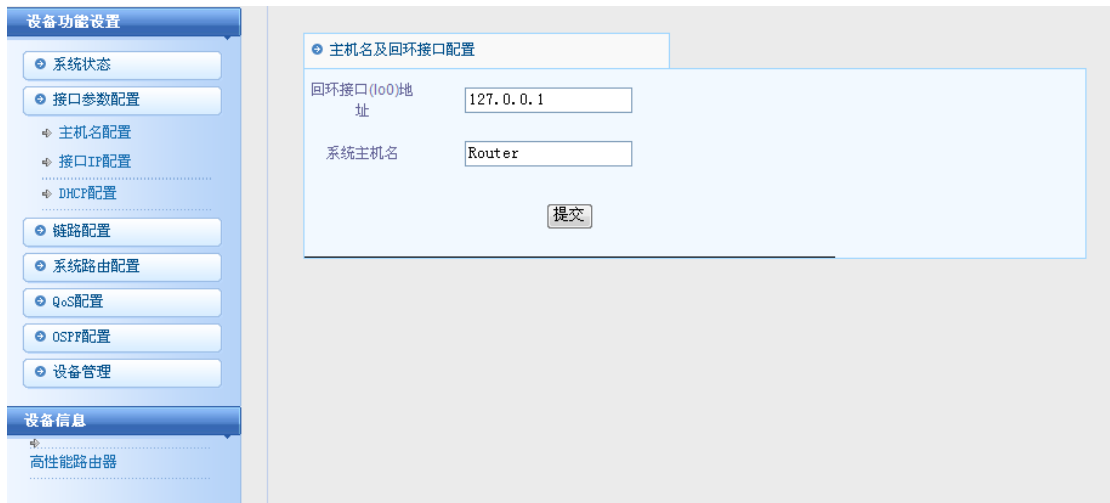 设备功能设置
系统状态
接口参数配置
主机名配置
接口IP配置
DHCP配置
链路配置
系统路由配置
QoS配置
OSPF配置
设备管理
设备信息
高性能路由器
主机名及回环接口配置
回环接口(lo0)地
址
127.0.0.1
系统主机名
Router
提交